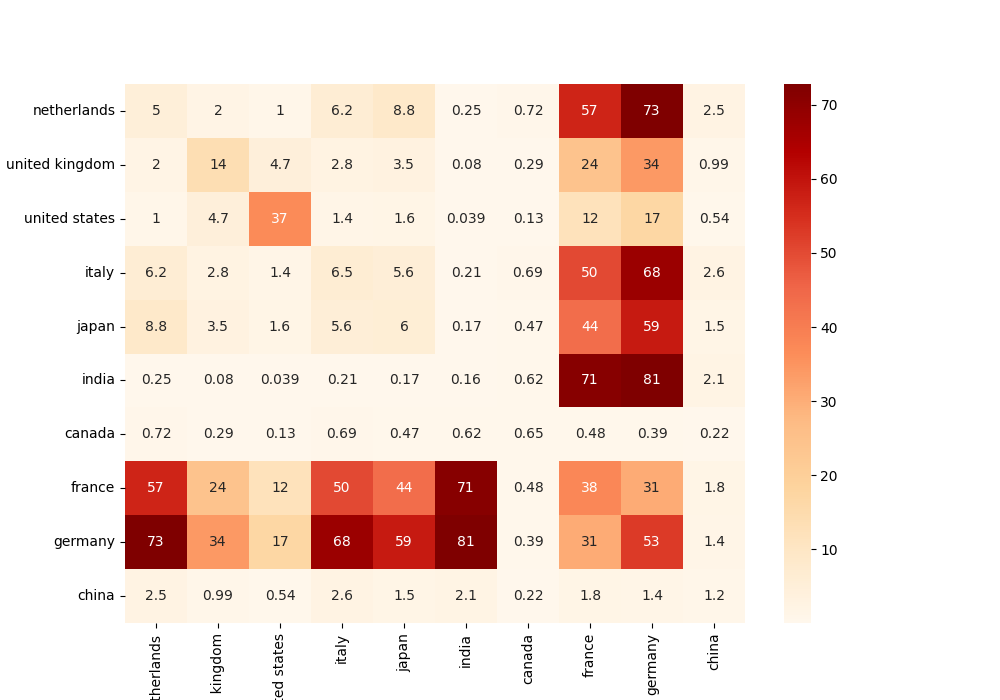 netherlands 5 2 1 6.2 8.8 0.25 0.72 57 73 2.5
united kingdom 2 14 4.7 2.8 3.5 0.08 0.29 24 34 0.99
united states 1 4.7 37 1.4 1.6 0.039 0.13 12 17 0.54
italy 6.2 2.8 1.4 6.5 5.6 0.21 0.69 50 68 2.6
japan 8.8 3.5 1.6 5.6 6 0.17 0.47 44 59 1.5
india 0.25 0.08 0.039 0.21 0.17 0.16 0.62 71 81 2.1
canada 0.72 0.29 0.13 0.69 0.47 0.62 0.65 0.48 0.39 0.22
france 57 24 12 50 44 71 0.48 38 31 1.8
germany 73 34 17 68 59 81 0.39 31 53 1.4
china 2.5 0.99 0.54 2.6 1.5 2.1 0.22 1.8 1.4 1.2
therlands
kingdom
ed states
italy
japan
india
canada
france
germany
china
70
60
50
40
30
20
10